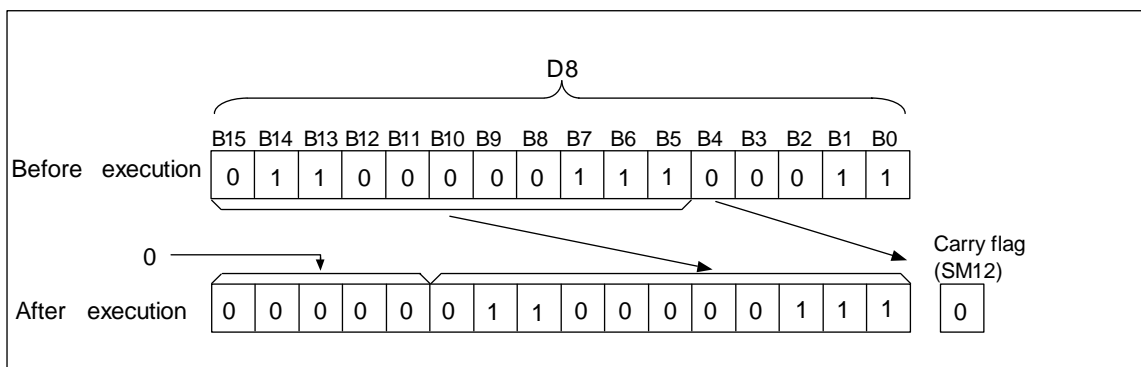 D8
B15 B14 B13 B12 B11 B10 B9 B8 B7 B6 B5 B4 B3 B2 B1 B0
Before execution 0 1 1 0 0 0 0 0 1 1 1 0 0 0 1 1
0
Carry flag
(SM12)
After execution 0 0 0 0 0 0 1 1 0 0 0 0 0 1 1 1 0